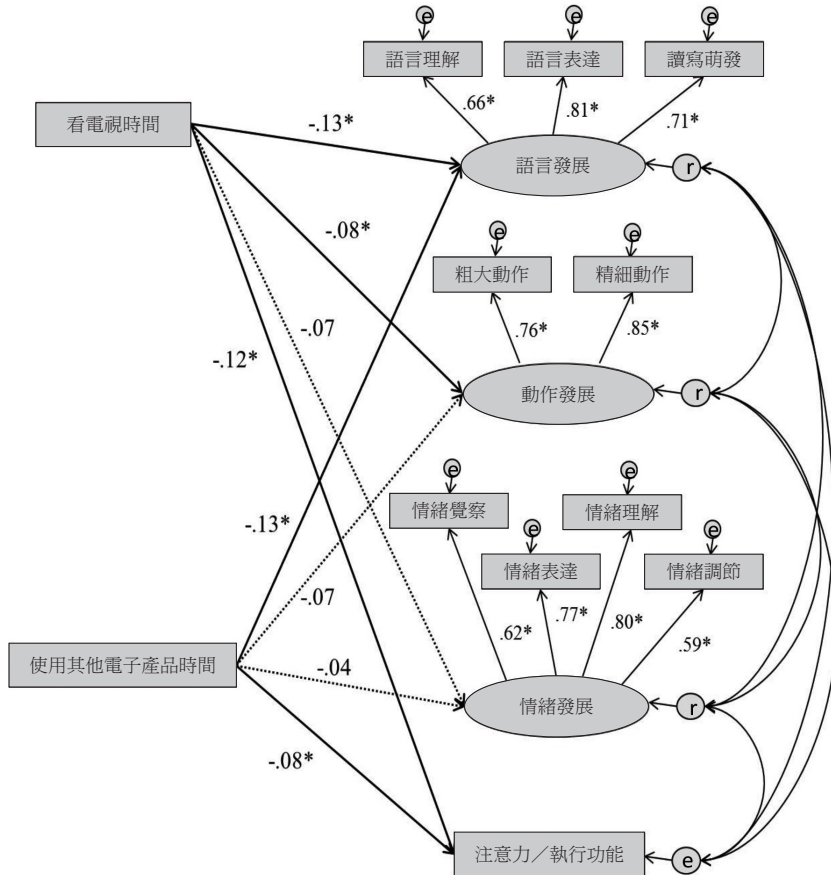 e
e
e
語言理解
語言表達
讀寫萌發
.66*
.81*
.71*
看電視時間
-.13*
語言發展
r
-.08*
e
e
粗大動作
精細動作
-.07
.76*
.85*
-.12*
動作發展
r
e
e
情緒覺察
情緒理解
-.13*
e
e
情緒表達
情緒調節
-.07
.62*
.77*
.80*
.59*
使用其他電子產品時間
-.04
情緒發展
r
-.08*
注意力／執行功能
e